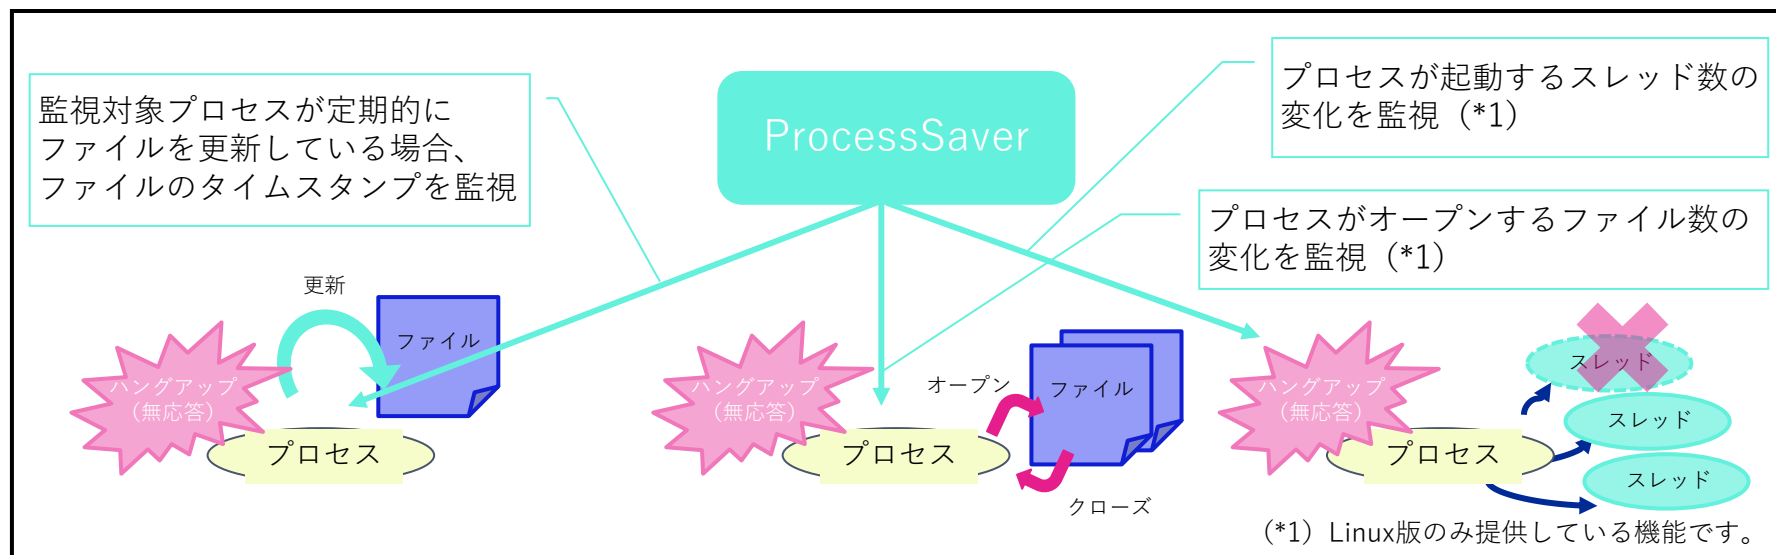 監視対象プロセスが定期的に
ファイルを更新している場合、
ファイルのタイムスタンプを監視
ProcessSaver
プロセスが起動するスレッド数の
変化を監視（*1）
プロセスがオープンするファイル数の
変化を監視（*1）
更新
ファイル
ハングアップ
（無応答）
プロセス
ハングアップ
（無応答）
プロセス
オープン
ファイル
クローズ
ハングアップ
（無応答）
プロセス
スレッド
スレッド
スレッド
（*1）Linux版のみ提供している機能です。